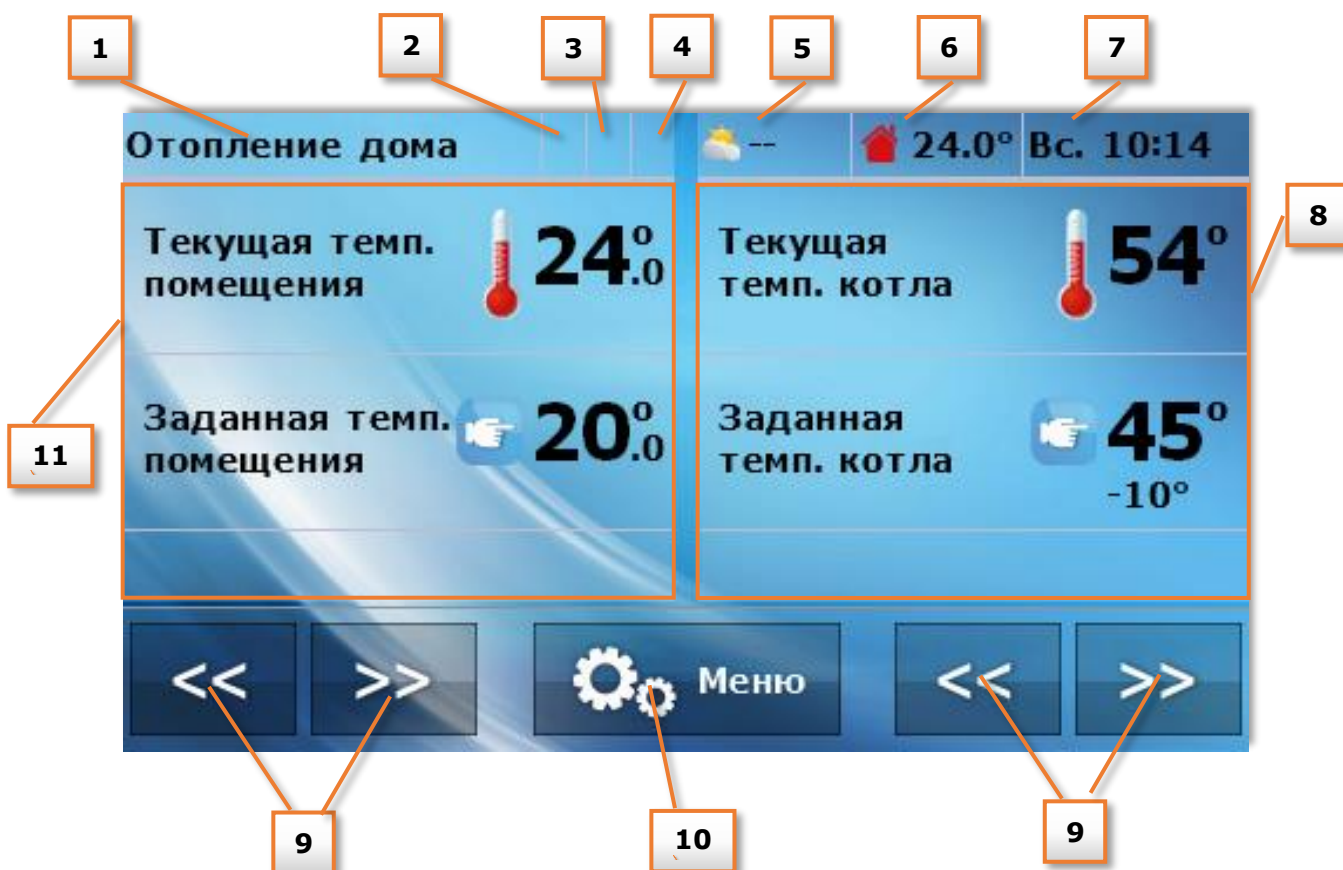 1
2
3
4
5
6
7
Отопление дома
--
24.0°
Вс. 10:14
8
Текущая темп.
помещения
24.0°
Текущая
темп. котла
54°
11
Заданная темп.
помещения
20.0°
Заданная
темп. котла
45°
-10°
<<
>>
Меню
<<
>>
9
10
9